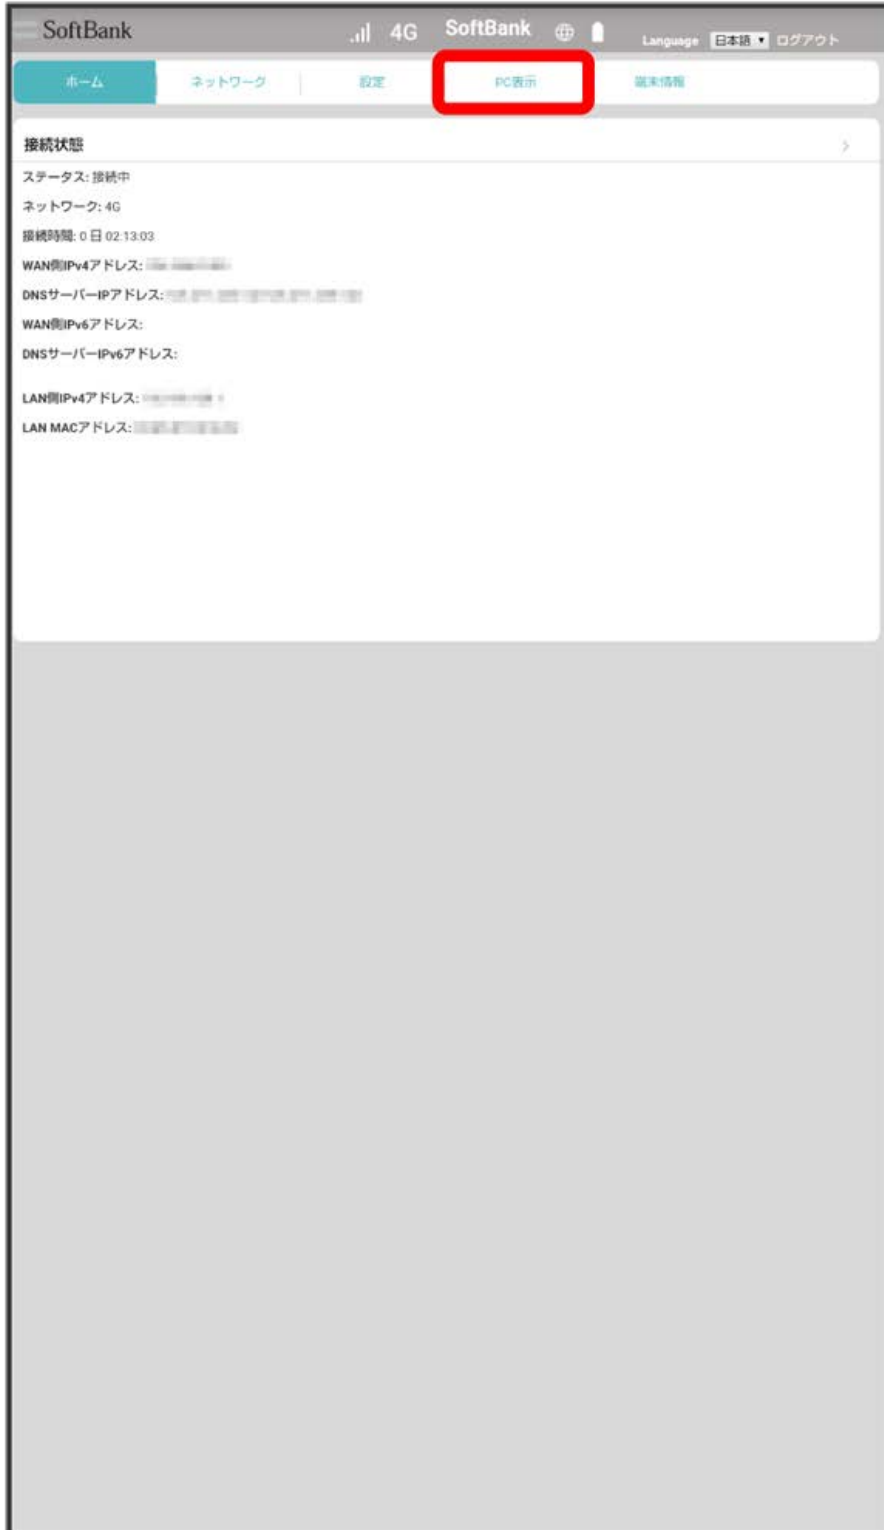 SoftBank 4G SoftBank Language 日本語 ログアウト
ホーム ネットワーク 設定 PC表示 端末情報
接続状態
ステータス: 接続中
ネットワーク: 4G
接続時間: 0 日 02:13:03
WAN側IPv4アドレス:
DNSサーバーIPアドレス:
WAN側IPv6アドレス:
DNSサーバーIPv6アドレス:
LAN側IPv4アドレス:
LAN MACアドレス: